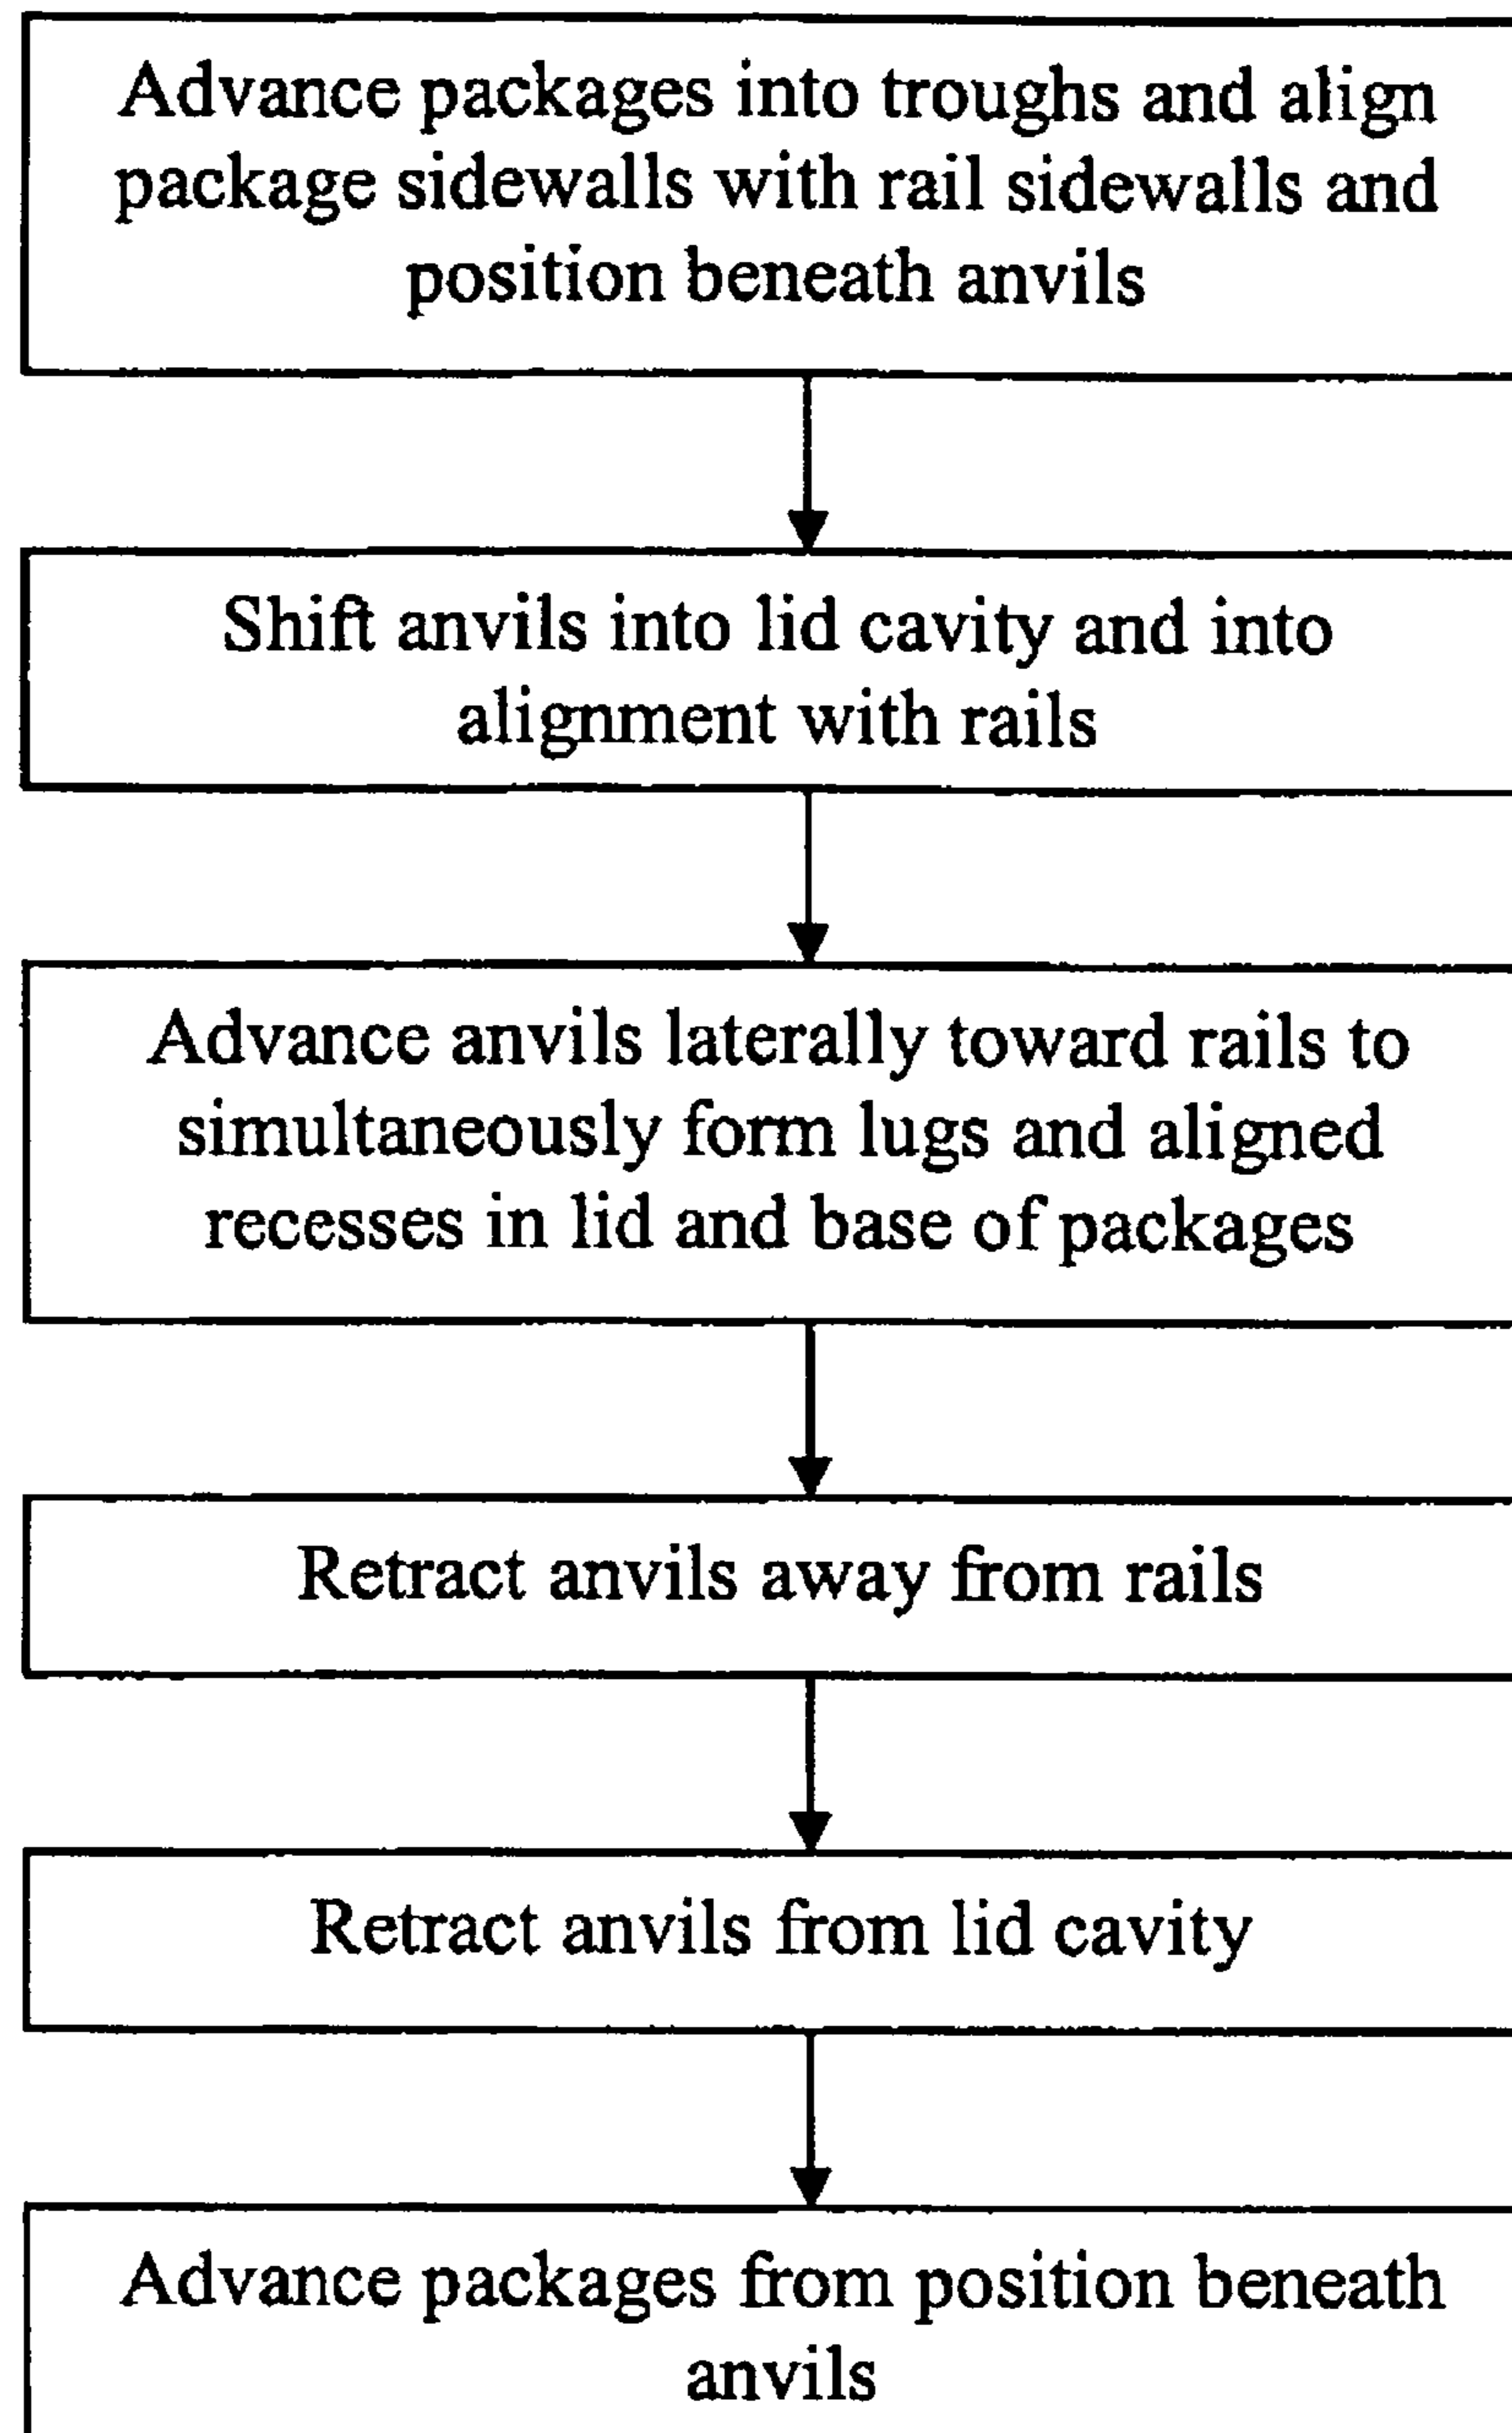 Advance packages into troughs and align
package sidewalls with rail sidewalls and
position beneath anvils
Shift anvils into lid cavity and into
alignment with rails
Advance anvils laterally toward rails to
simultaneously form lugs and aligned
recesses in lid and base of packages
Retract anvils away from rails
Retract anvils from lid cavity
Advance packages from position beneath
anvils